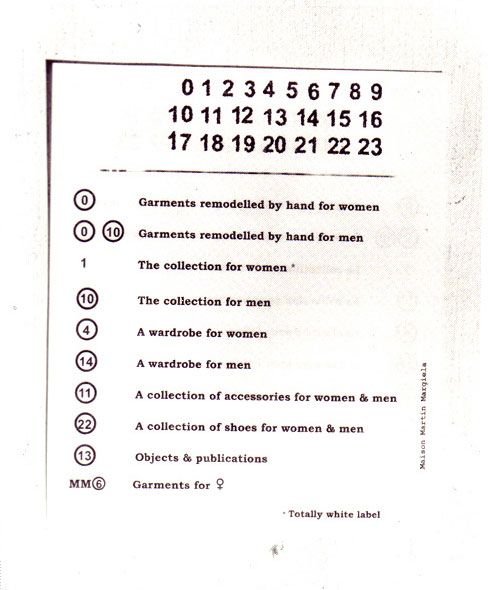 0 1 2 3 4 5 6 7 8 9
10 11 12 13 14 15 16
17 18 19 20 21 22 23
0 Garments remodelled by hand for women
0 10 Garments remodelled by hand for men
1 The collection for women *
10 The collection for men
4 A wardrobe for women
14 A wardrobe for men
11 A collection of accessories for women & men
22 A collection of shoes for women & men
13 Objects & publications
MM6 Garments for ♀
* Totally white label
Maison Martin Margiela